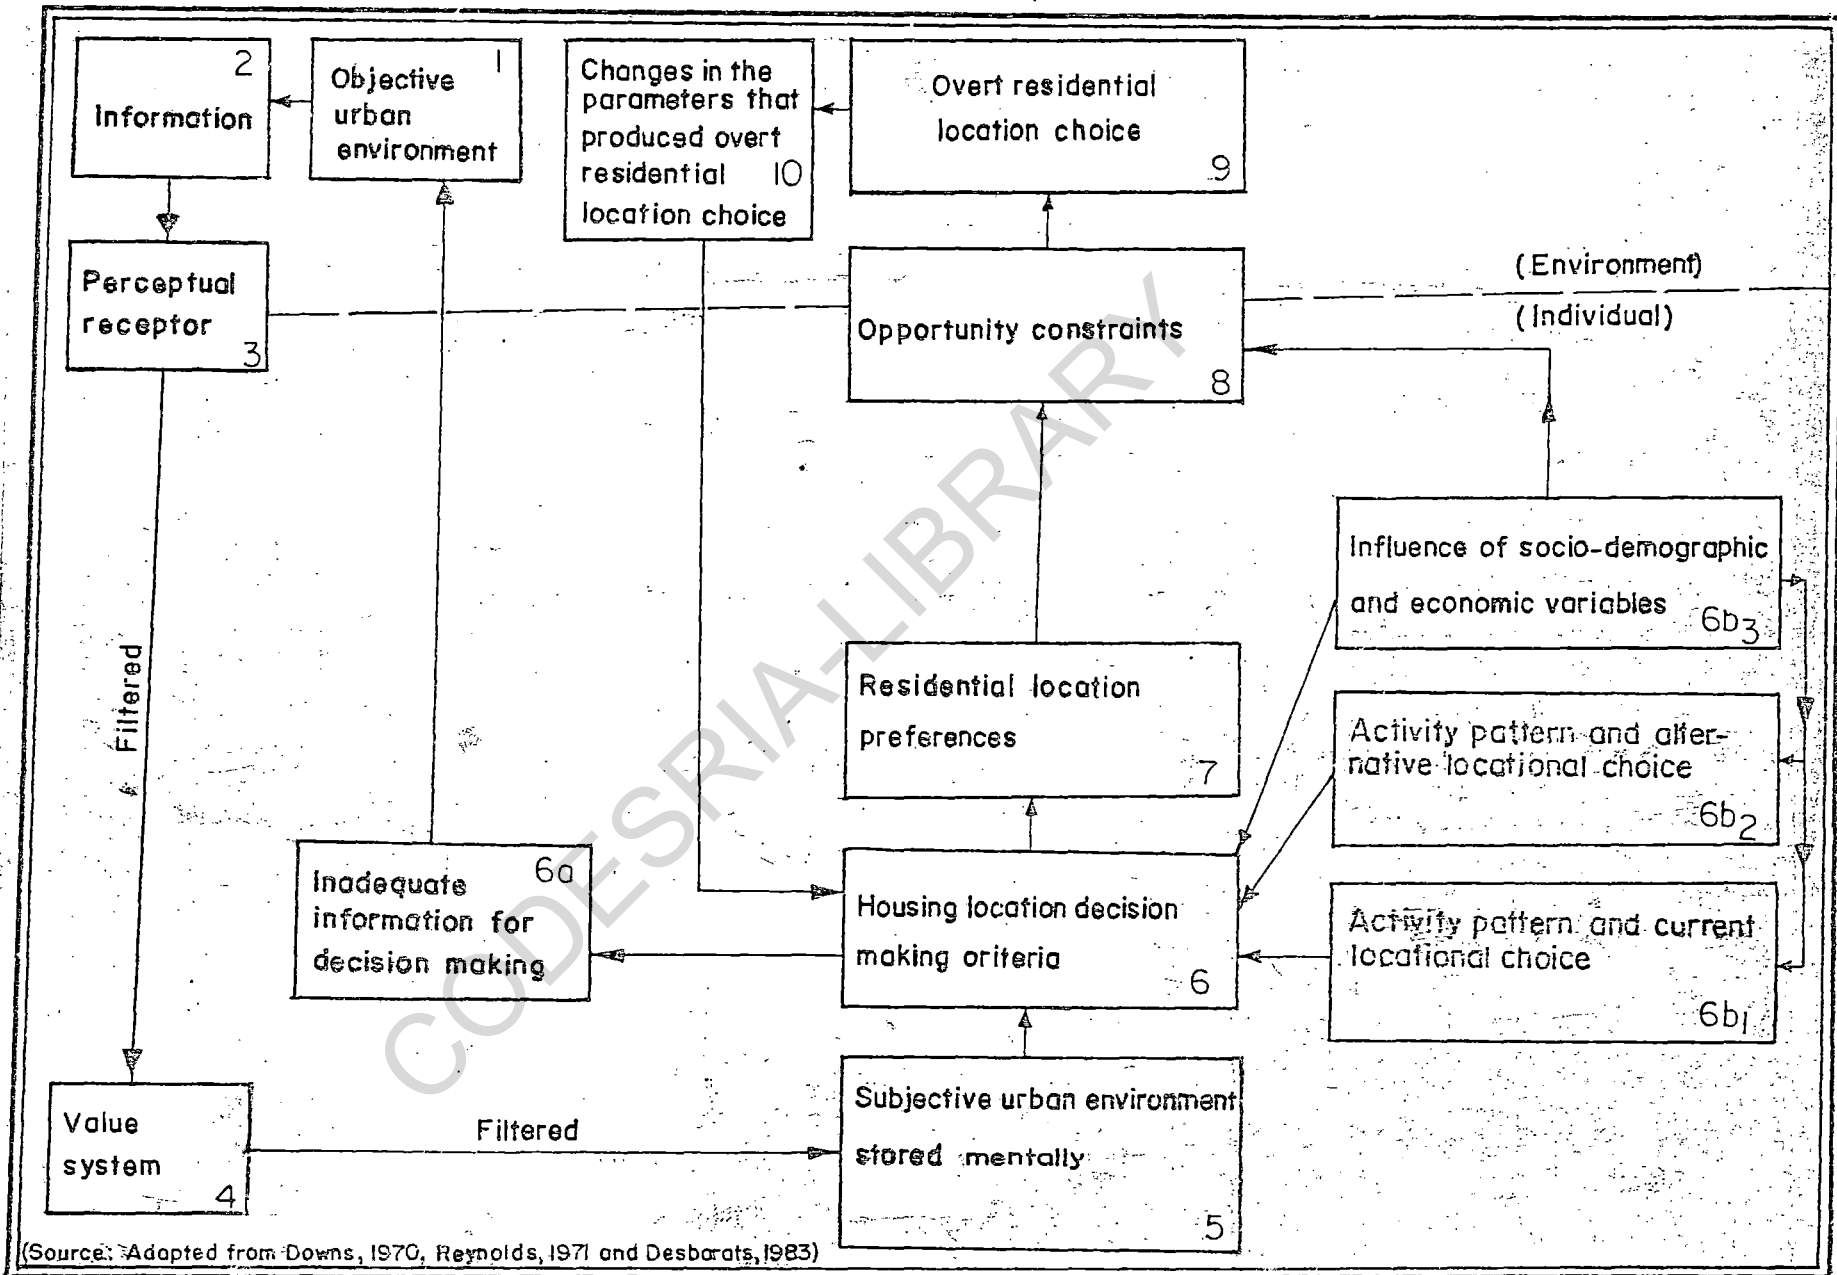 2
Information
1
Objective
urban
environment
Changes in the
parameters that
produced overt
residential 10
location choice
Overt residential
location choice
9
Perceptual
receptor
3
(Environment)
(Individual)
Opportunity constraints
8
Filtered
Influence of socio-demographic
and economic variables
6b3
Residential location
preferences
7
Activity pattern and alter-
native locational choice
6b2
6a
Inadequate
information for
decision making
Housing location decision
making oriteria
6
Activity pattern and current
locational choice
6b1
Value
system
4
Filtered
Subjective urban environment
stored mentally
5
(Source: Adapted from Downs, 1970, Reynolds, 1971 and Desbarats, 1983)
CODESRIA-LIBRARY